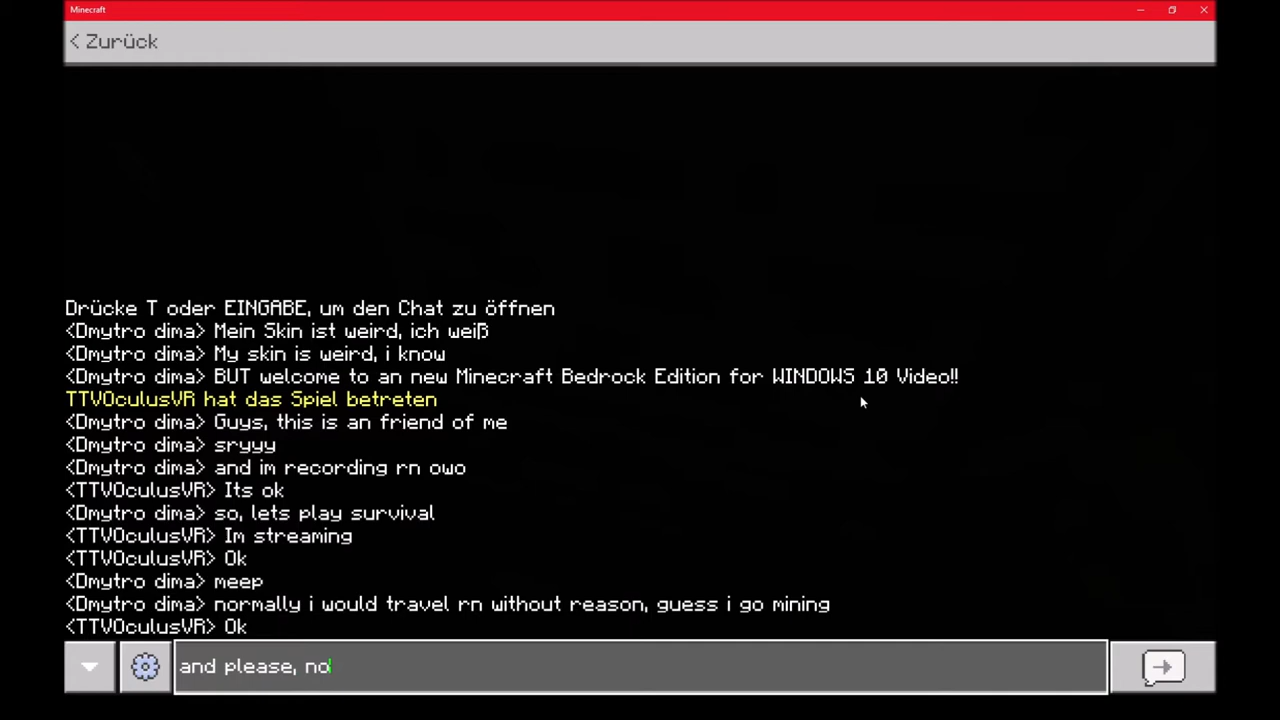 Minecraft
< Zurück
Drücke T oder EINGABE, um den Chat zu öffnen
<Dmytro dima> Mein Skin ist weird, ich weiß
<Dmytro dima> My skin is weird, i know
<Dmytro dima> BUT welcome to an new Minecraft Bedrock Edition for WINDOWS 10 Video!!
TTVOculusVR hat das Spiel betreten
<Dmytro dima> Guys, this is an friend of me
<Dmytro dima> sryyy
<Dmytro dima> and im recording rn owo
<TTVOculusVR> Its ok
<Dmytro dima> so, lets play survival
<TTVOculusVR> Im streaming
<TTVOculusVR> Ok
<Dmytro dima> meep
<Dmytro dima> normally i would travel rn without reason, guess i go mining
<TTVOculusVR> Ok
and please, no